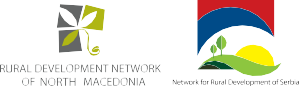 RURAL DEVELOPMENT NETWORK
OF NORTH MACEDONIA
Network for Rural Development of Serbia